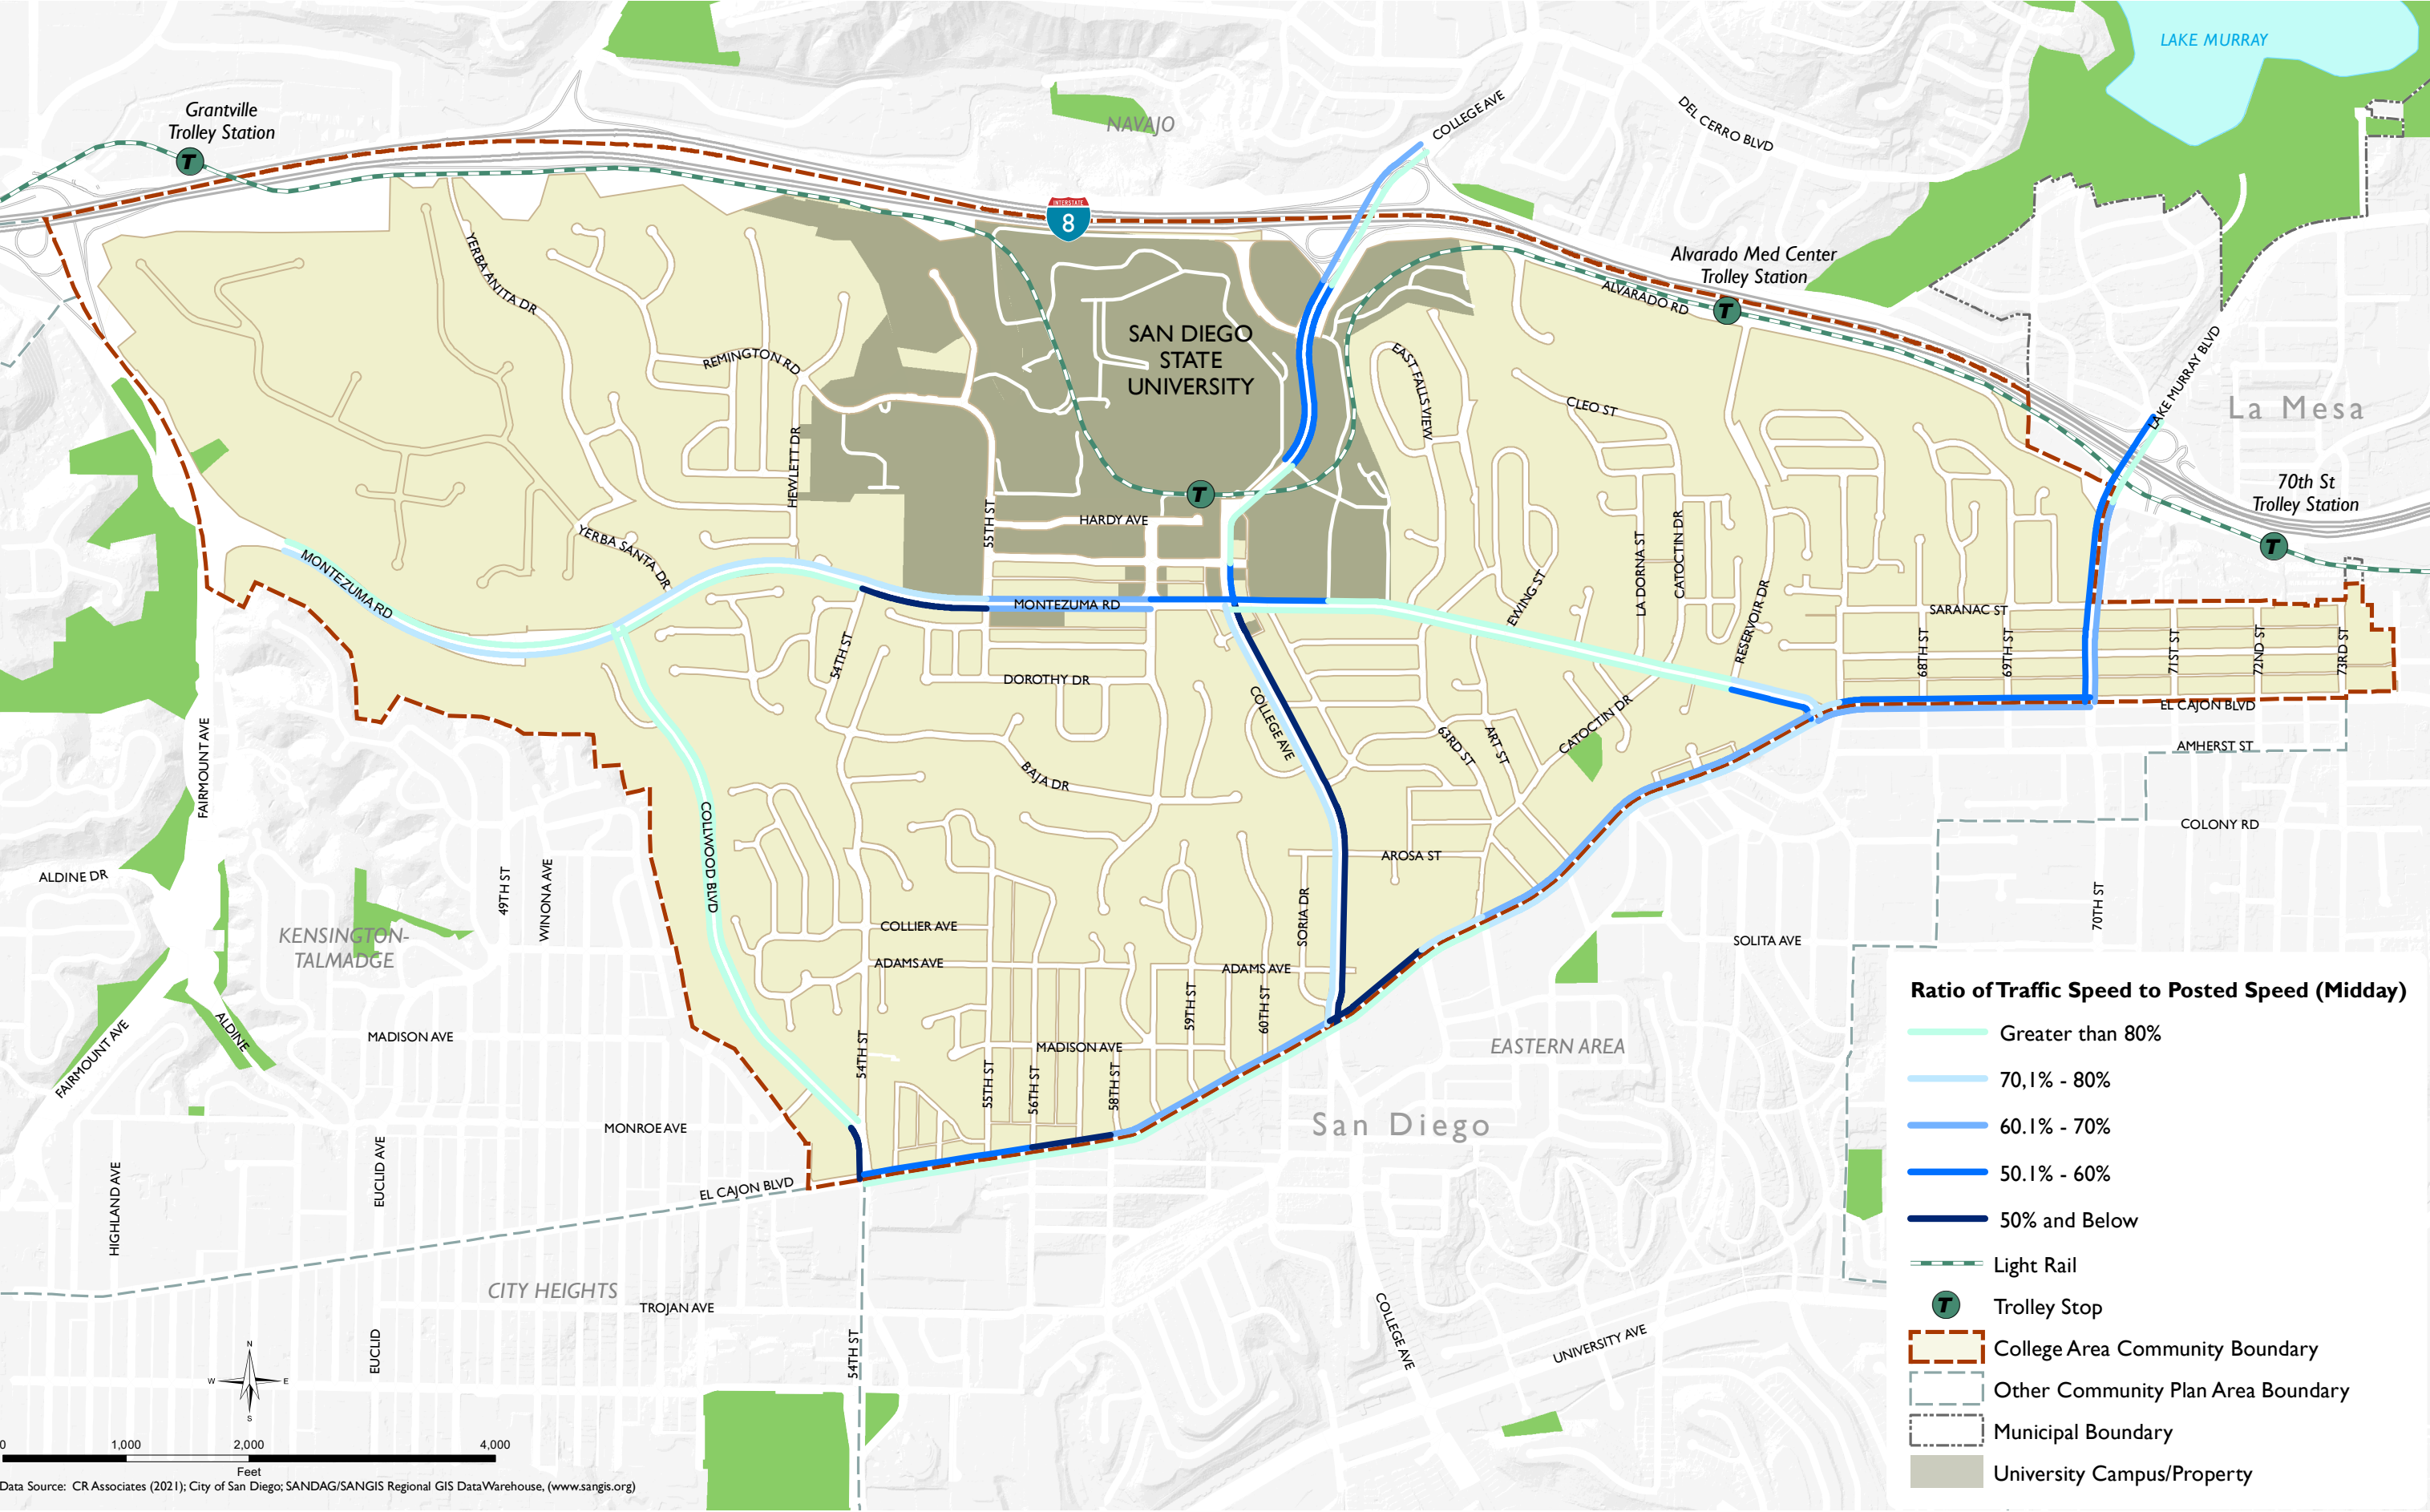 LAKE MURRAY
Grantville
Trolley Station
NAVAJO
COLLEGE AVE
DEL CERRO BLVD
INTERSTATE
8
T
Alvarado Med Center
Trolley Station
T
ALVARADO RD
YERBA ANITA DR
REMINGTON RD
SAN DIEGO
STATE
UNIVERSITY
EAST FALLS VIEW
CLEO ST
LAKE MURRAY BLVD
La Mesa
HEWLETT DR
55TH ST
T
HARDY AVE
70th St
Trolley Station
T
YERBA SANTA DR
MONTEZUMA RD
MONTEZUMA RD
EWING ST
LA DORNA ST
CATOCTIN DR
RESERVOIR DR
SARANAC ST
68TH ST
69TH ST
71ST ST
72ND ST
73RD ST
54TH ST
DOROTHY DR
COLLEGE AVE
EL CAJON BLVD
CATOCTIN DR
63RD ST
ART ST
AMHERST ST
FAIRMOUNT AVE
BAJA DR
COLLWOOD BLVD
COLONY RD
AROSA ST
ALDINE DR
49TH ST
WINONA AVE
SORIA DR
70TH ST
COLLIER AVE
KENSINGTON-
TALMADGE
SOLITA AVE
ADAMS AVE
ADAMS AVE
59TH ST
60TH ST
ALDINE
FAIRMOUNT AVE
MADISON AVE
MADISON AVE
EASTERN AREA
54TH ST
55TH ST
56TH ST
58TH ST
San Diego
MONROE AVE
HIGHLAND AVE
EUCLID AVE
EL CAJON BLVD
CITY HEIGHTS
TROJAN AVE
EUCLID
54TH ST
COLLEGE AVE
UNIVERSITY AVE
N
W
E
S
0
1,000
2,000
4,000
Feet
Data Source: CR Associates (2021); City of San Diego; SANDAG/SANGIS Regional GIS DataWarehouse, (www.sangis.org)
Ratio of Traffic Speed to Posted Speed (Midday)
Greater than 80%
70,1% - 80%
60.1% - 70%
50.1% - 60%
50% and Below
Light Rail
T
Trolley Stop
College Area Community Boundary
Other Community Plan Area Boundary
Municipal Boundary
University Campus/Property